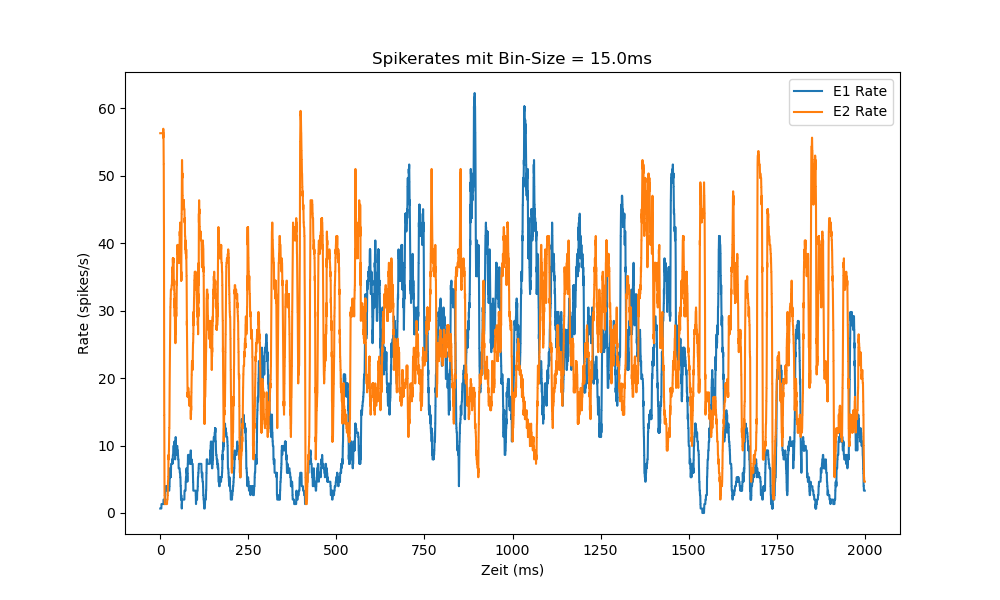 Spikerates mit Bin-Size = 15.0ms
E1 Rate
E2 Rate
60
50
40
30
20
10
0
Rate (spikes/s)
0 250 500 750 1000 1250 1500 1750 2000
Zeit (ms)